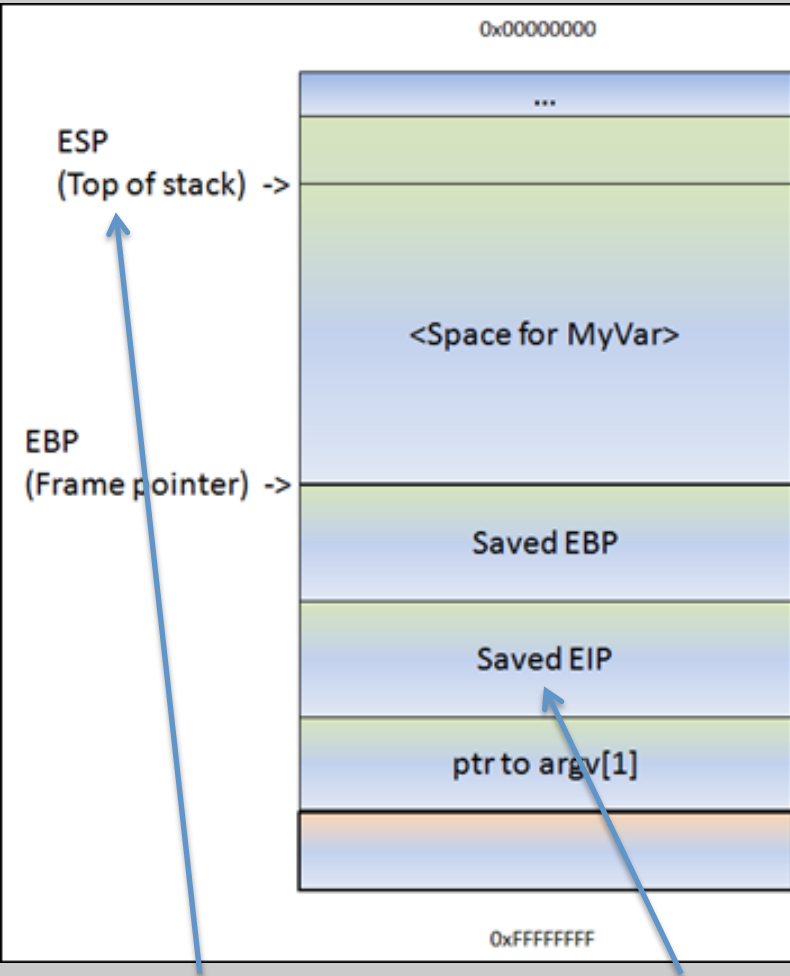 0x00000000
...
ESP
(Top of stack) ->
<Space for MyVar>
EBP
(Frame pointer) ->
Saved EBP
Saved EIP
ptr to argv[1]
0xFFFFFFFF